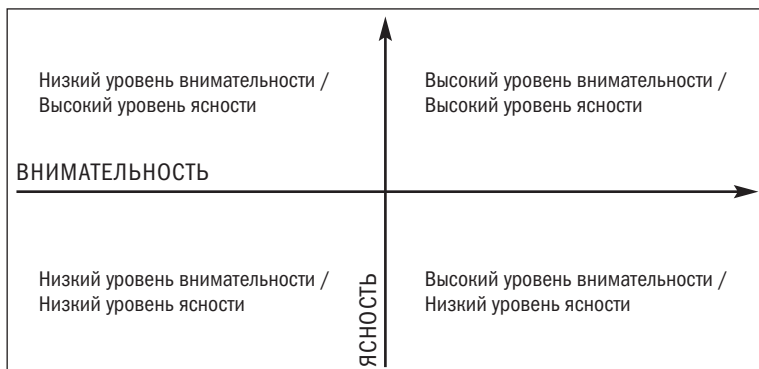 Низкий уровень внимательности /
Высокий уровень ясности
Высокий уровень внимательности /
Высокий уровень ясности
ВНИМАТЕЛЬНОСТЬ
Низкий уровень внимательности /
Низкий уровень ясности
ЯСНОСТЬ
Высокий уровень внимательности /
Низкий уровень ясности